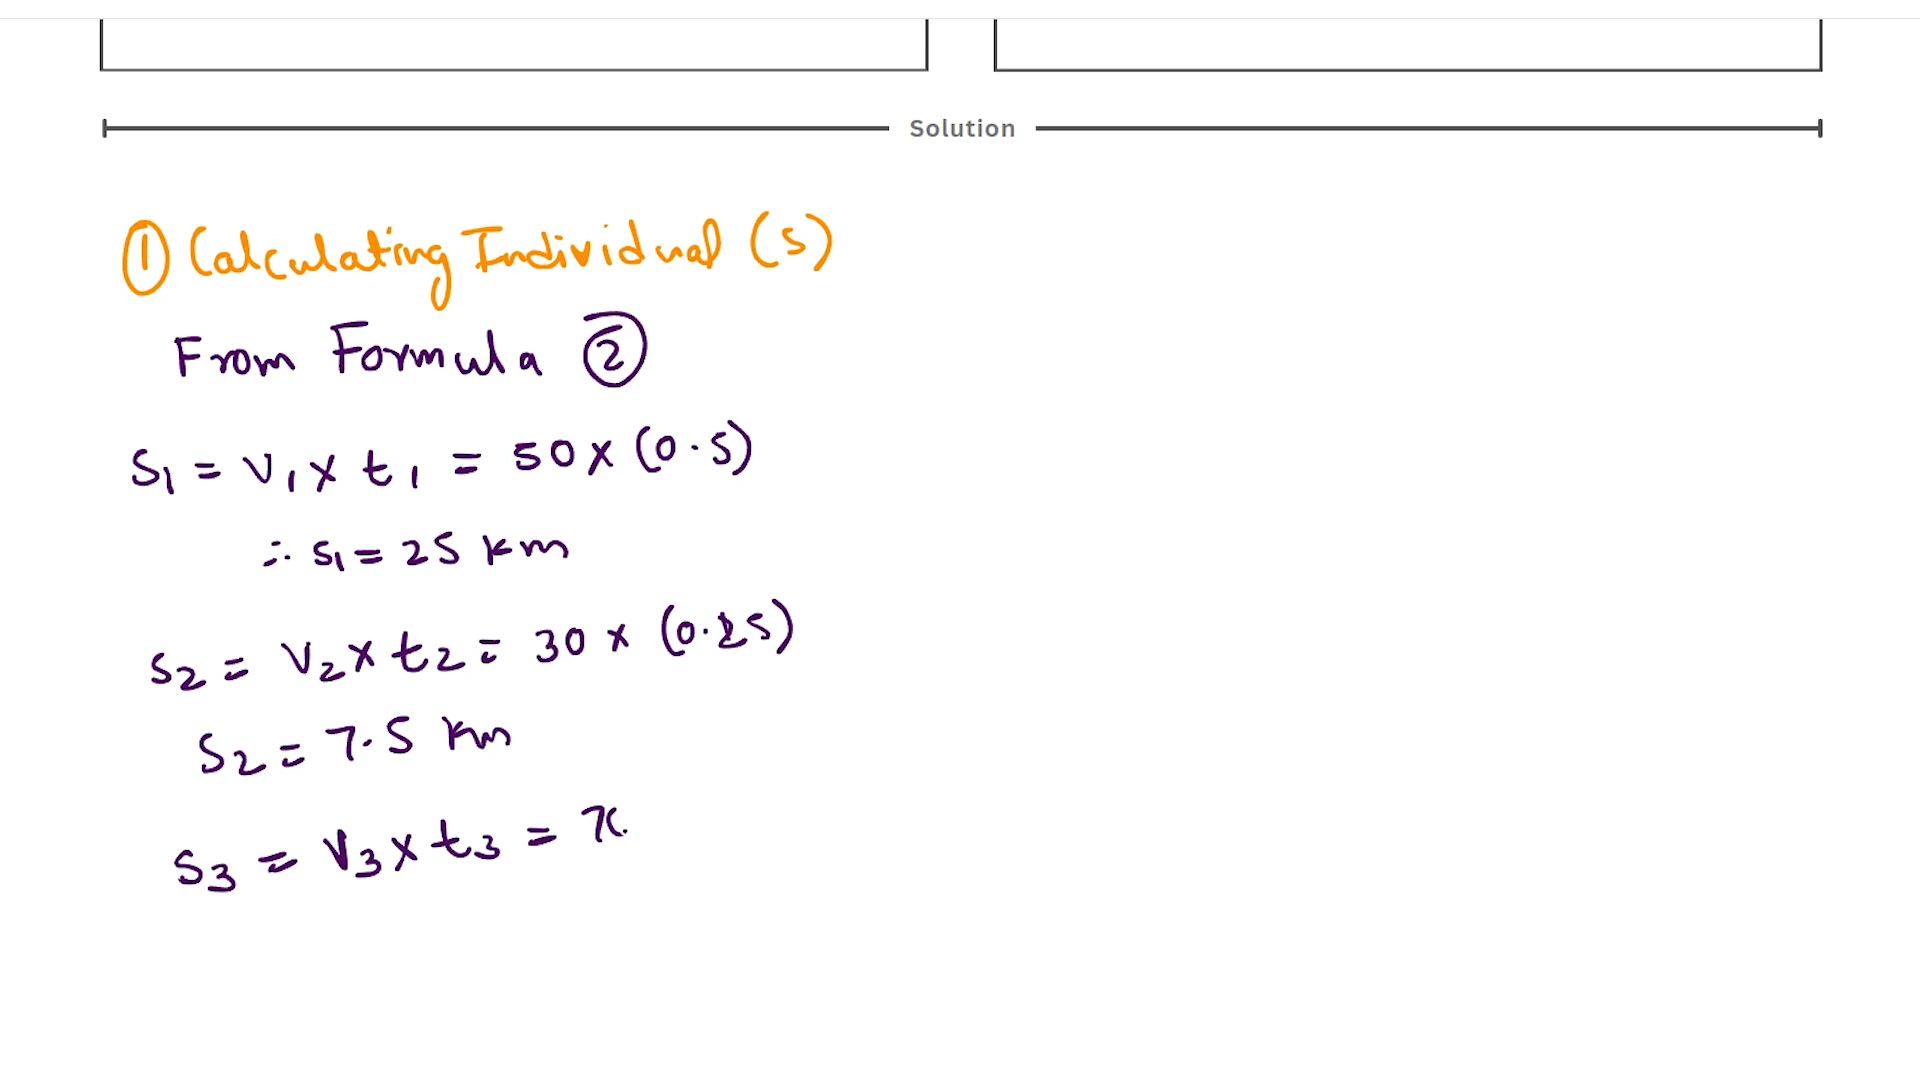 Solution
① Calculating Individual (s)
From Formula ②
S₁ = V₁ x t₁ = 50 x (0.5)
∴ S₁ = 25 km
S₂ = V₂ x t₂ = 30 x (0.25)
S₂ = 7.5 km
S₃ = V₃ x t₃ = 7